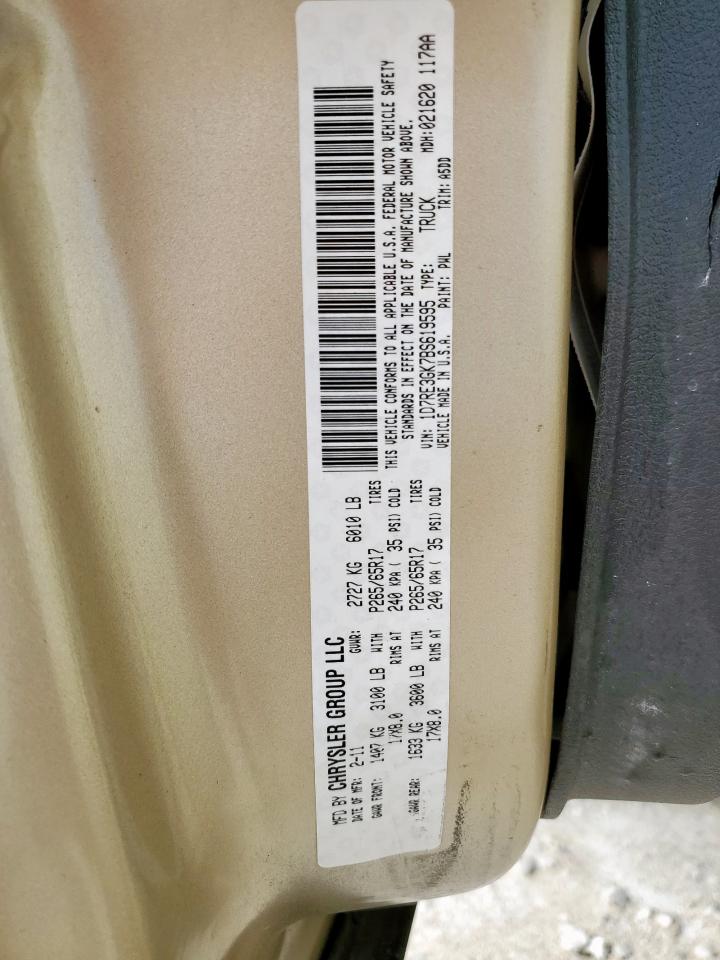 MFD BY CHRYSLER GROUP LLC
DATE OF MFR: 2-11 GVWR: 2727 KG 6010 LB
GAWR FRONT: 1407 KG 3100 LB WITH P265/65R17 TIRES
17X8.0 RIMS AT 240 KPA ( 35 PSI) COLD
GAWR REAR: 1633 KG 3600 LB WITH P265/65R17 TIRES
17X8.0 RIMS AT 240 KPA ( 35 PSI) COLD
THIS VEHICLE CONFORMS TO ALL APPLICABLE U.S.A. FEDERAL MOTOR VEHICLE SAFETY
STANDARDS IN EFFECT ON THE DATE OF MANUFACTURE SHOWN ABOVE.
VIN: 1D7RE3GK7BS619595 TYPE: TRUCK MDH:021620 117AA
VEHICLE MADE IN U.S.A. PAINT: PWL TRIM: A5DD